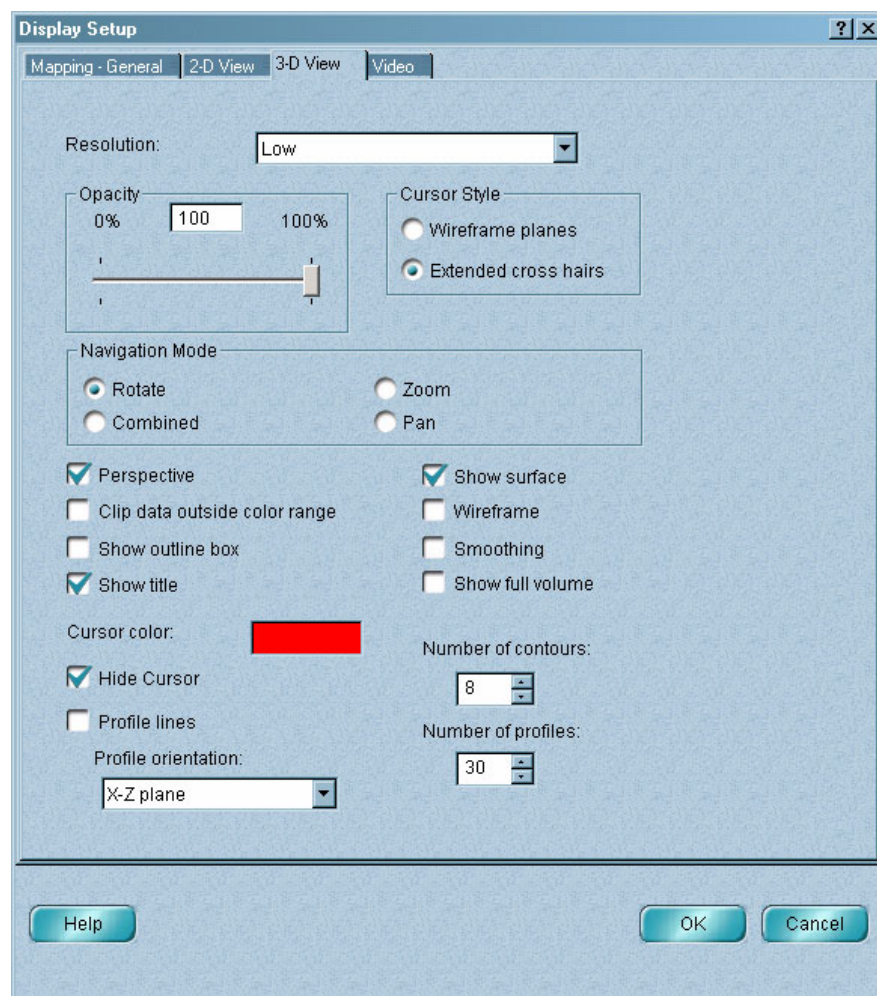 Display Setup
Mapping - General 2-D View 3-D View Video
Resolution: Low
Opacity
0% 100 100%
Cursor Style
Wireframe planes
Extended cross hairs
Navigation Mode
Rotate Zoom
Combined Pan
Perspective Show surface
Clip data outside color range Wireframe
Show outline box Smoothing
Show title Show full volume
Cursor color:
Hide Cursor
Profile lines
Profile orientation:
X-Z plane
Number of contours:
8
Number of profiles:
30
Help OK Cancel